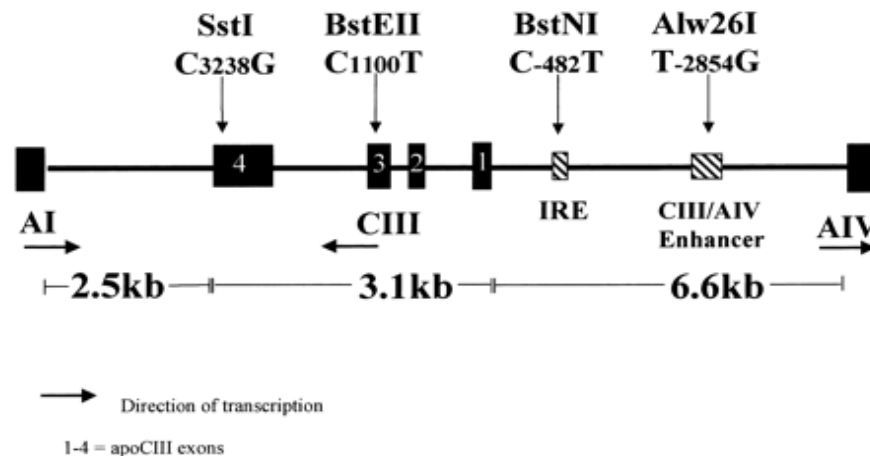 SstI BstEII BstNI Alw26I
C3238G C1100T C-482T T-2854G
4 3 2 1
AI CIII IRE CIII/AIV AIV
Enhancer
2.5kb 3.1kb 6.6kb
Direction of transcription
1-4 = apoCIII exons